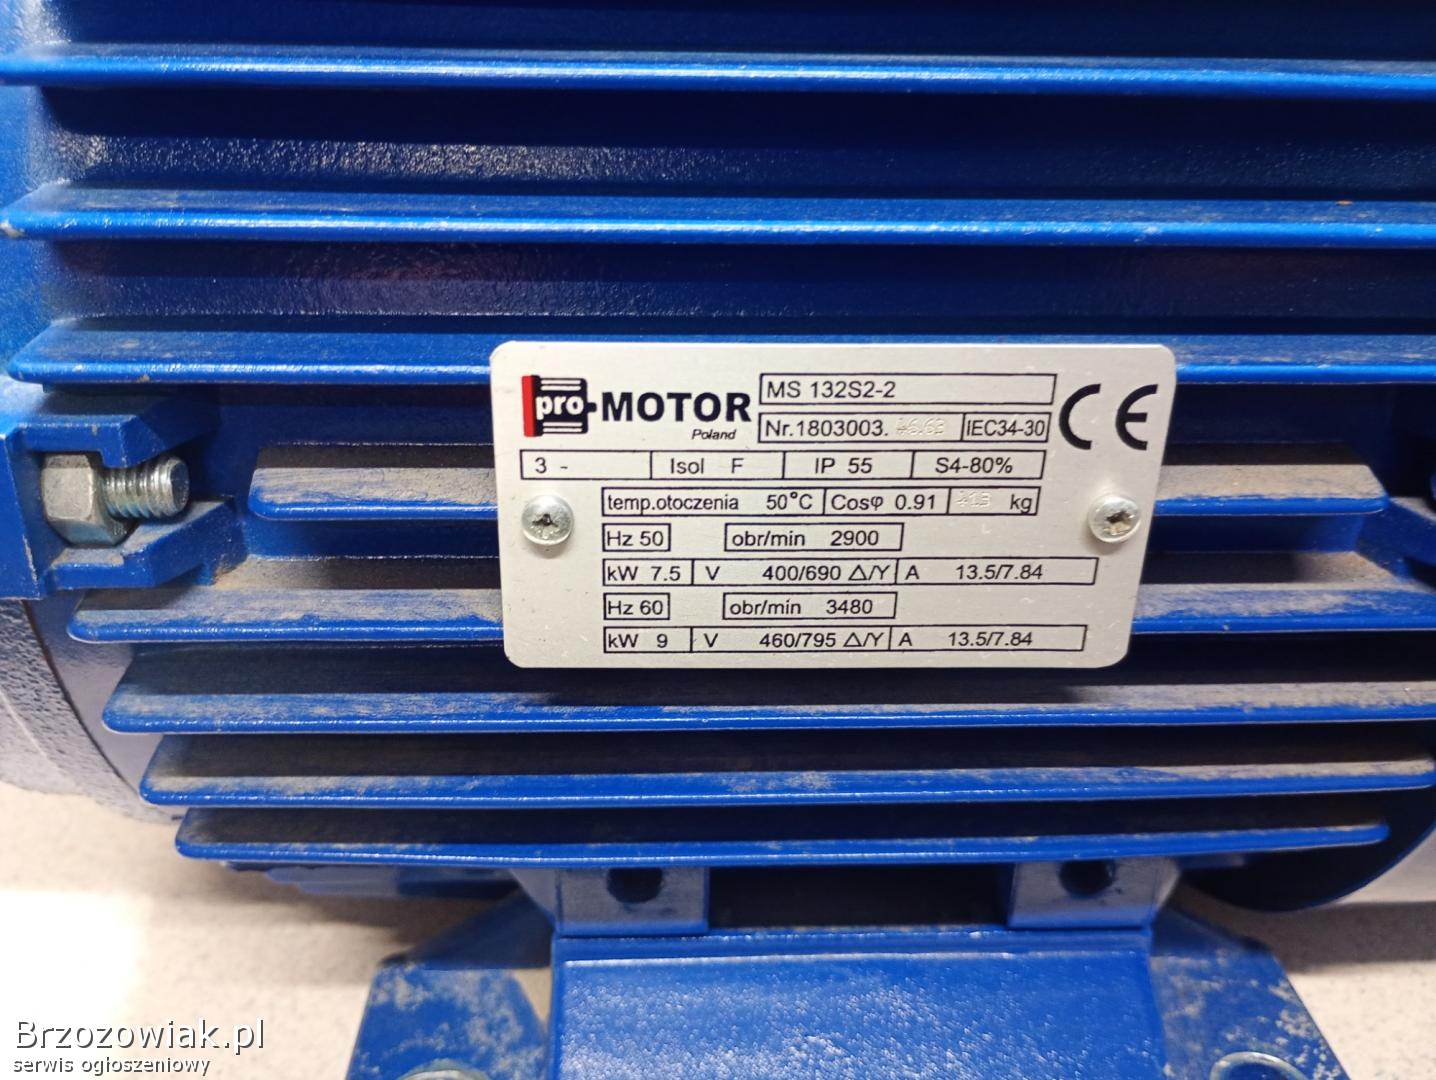 pro MOTOR
Poland
MS 132S2-2
Nr.1803003.
IEC34-30
CE
3 -
Isol F
IP 55
S4-80%
temp.otoczenia 50°C
Cosφ 0.91
kg
Hz 50
obr/min 2900
kW 7.5
V 400/690 △/Y
A 13.5/7.84
Hz 60
obr/min 3480
kW 9
V 460/795 △/Y
A 13.5/7.84
Brzozowiak.pl
serwis ogłoszeniowy